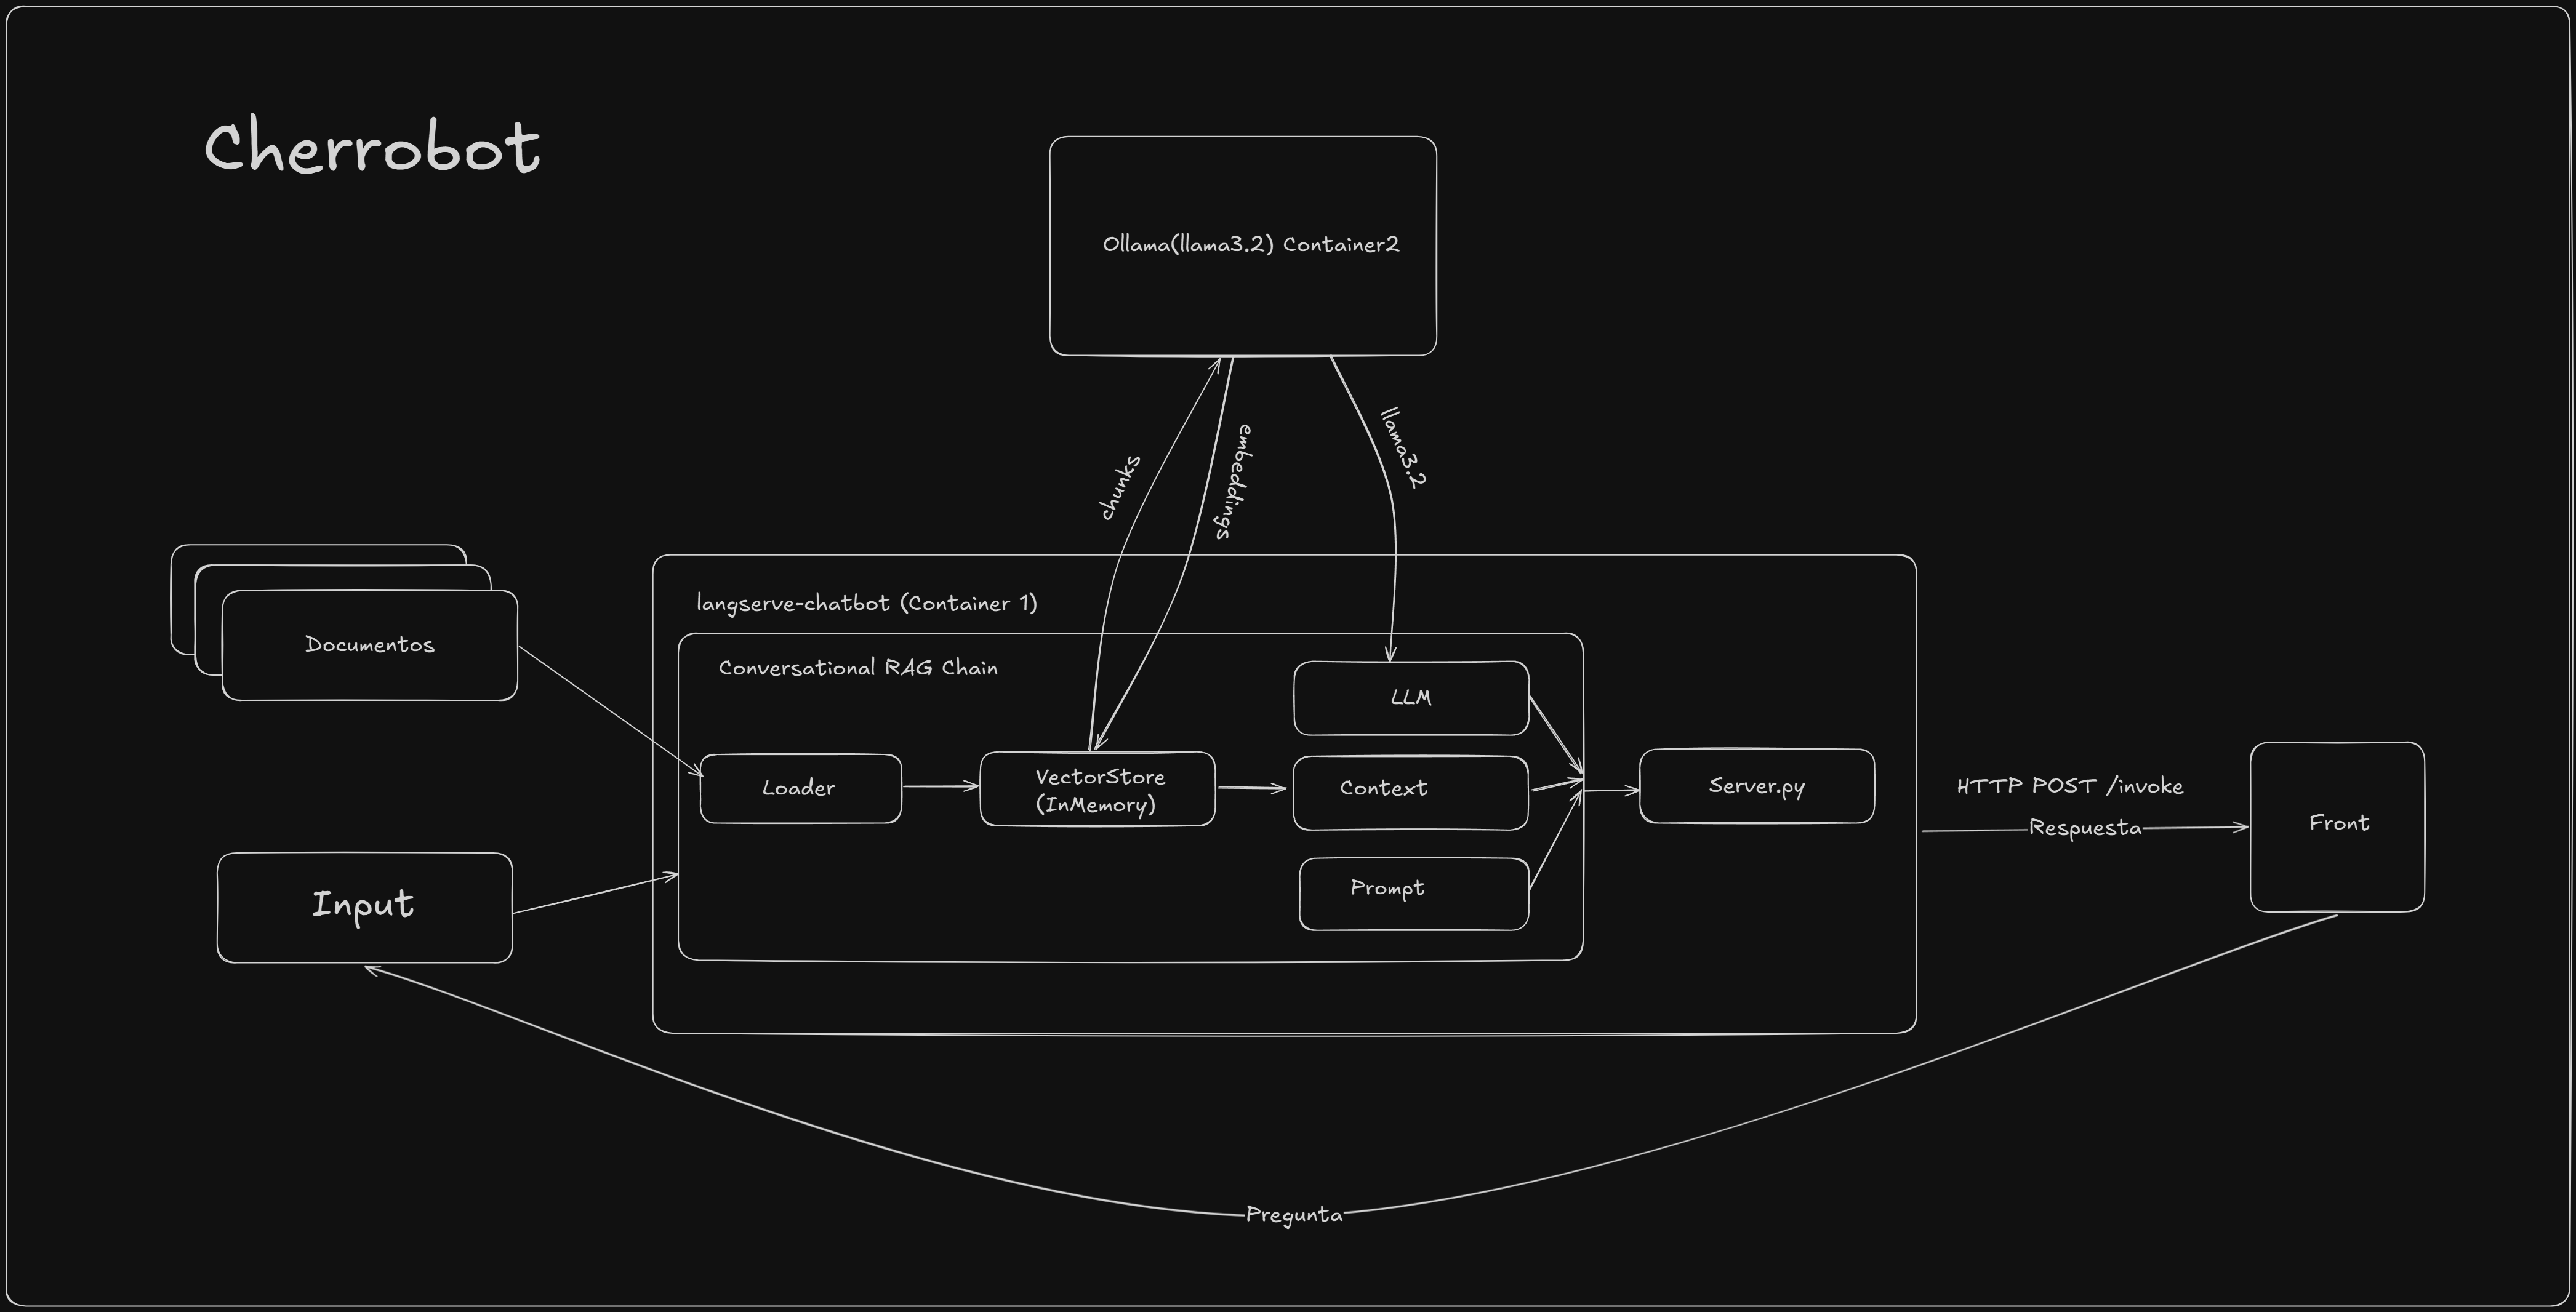 Cherrobot
Ollama(llama3.2) Container2
chunks
embeddings
llama3.2
Documentos
langserve-chatbot (Container 1)
Conversational RAG Chain
LLM
Loader
VectorStore
(InMemory)
Context
Server.py
Prompt
HTTP POST /invoke
Respuesta
Front
Input
Pregunta